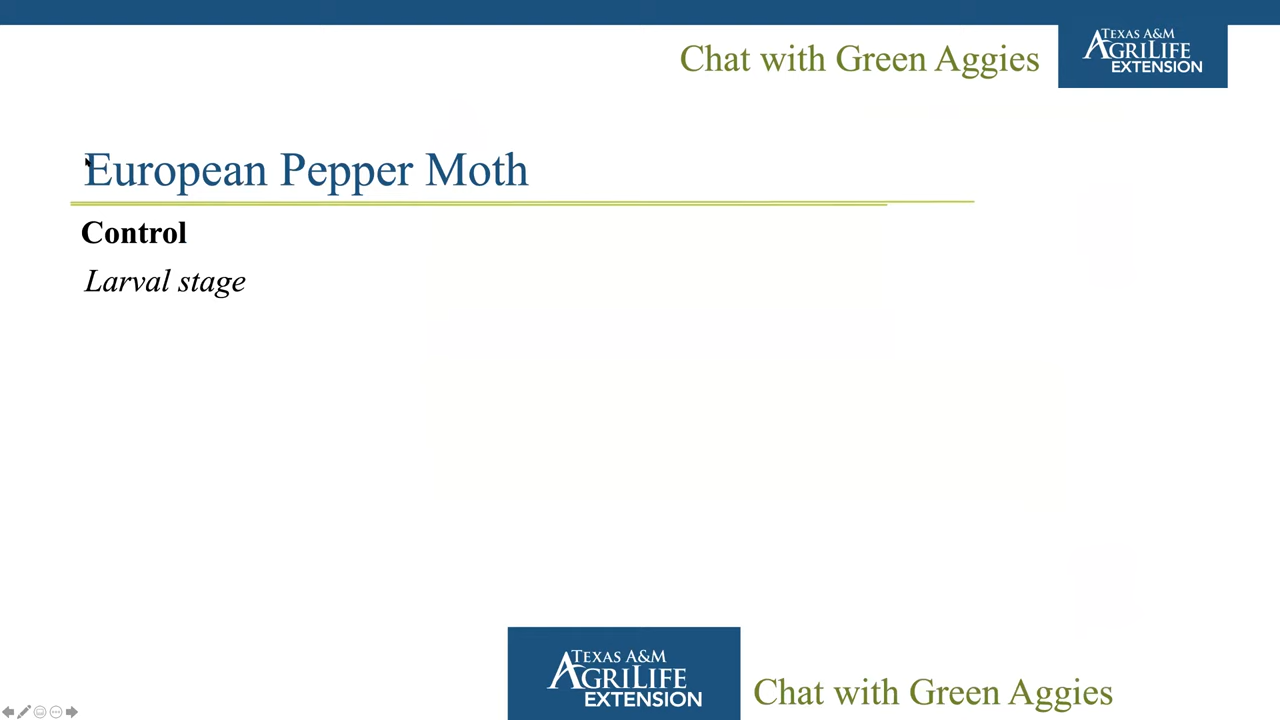 Chat with Green Aggies
TEXAS A&M
AGRILIFE
EXTENSION
European Pepper Moth
Control
Larval stage
TEXAS A&M
AGRILIFE
EXTENSION
Chat with Green Aggies